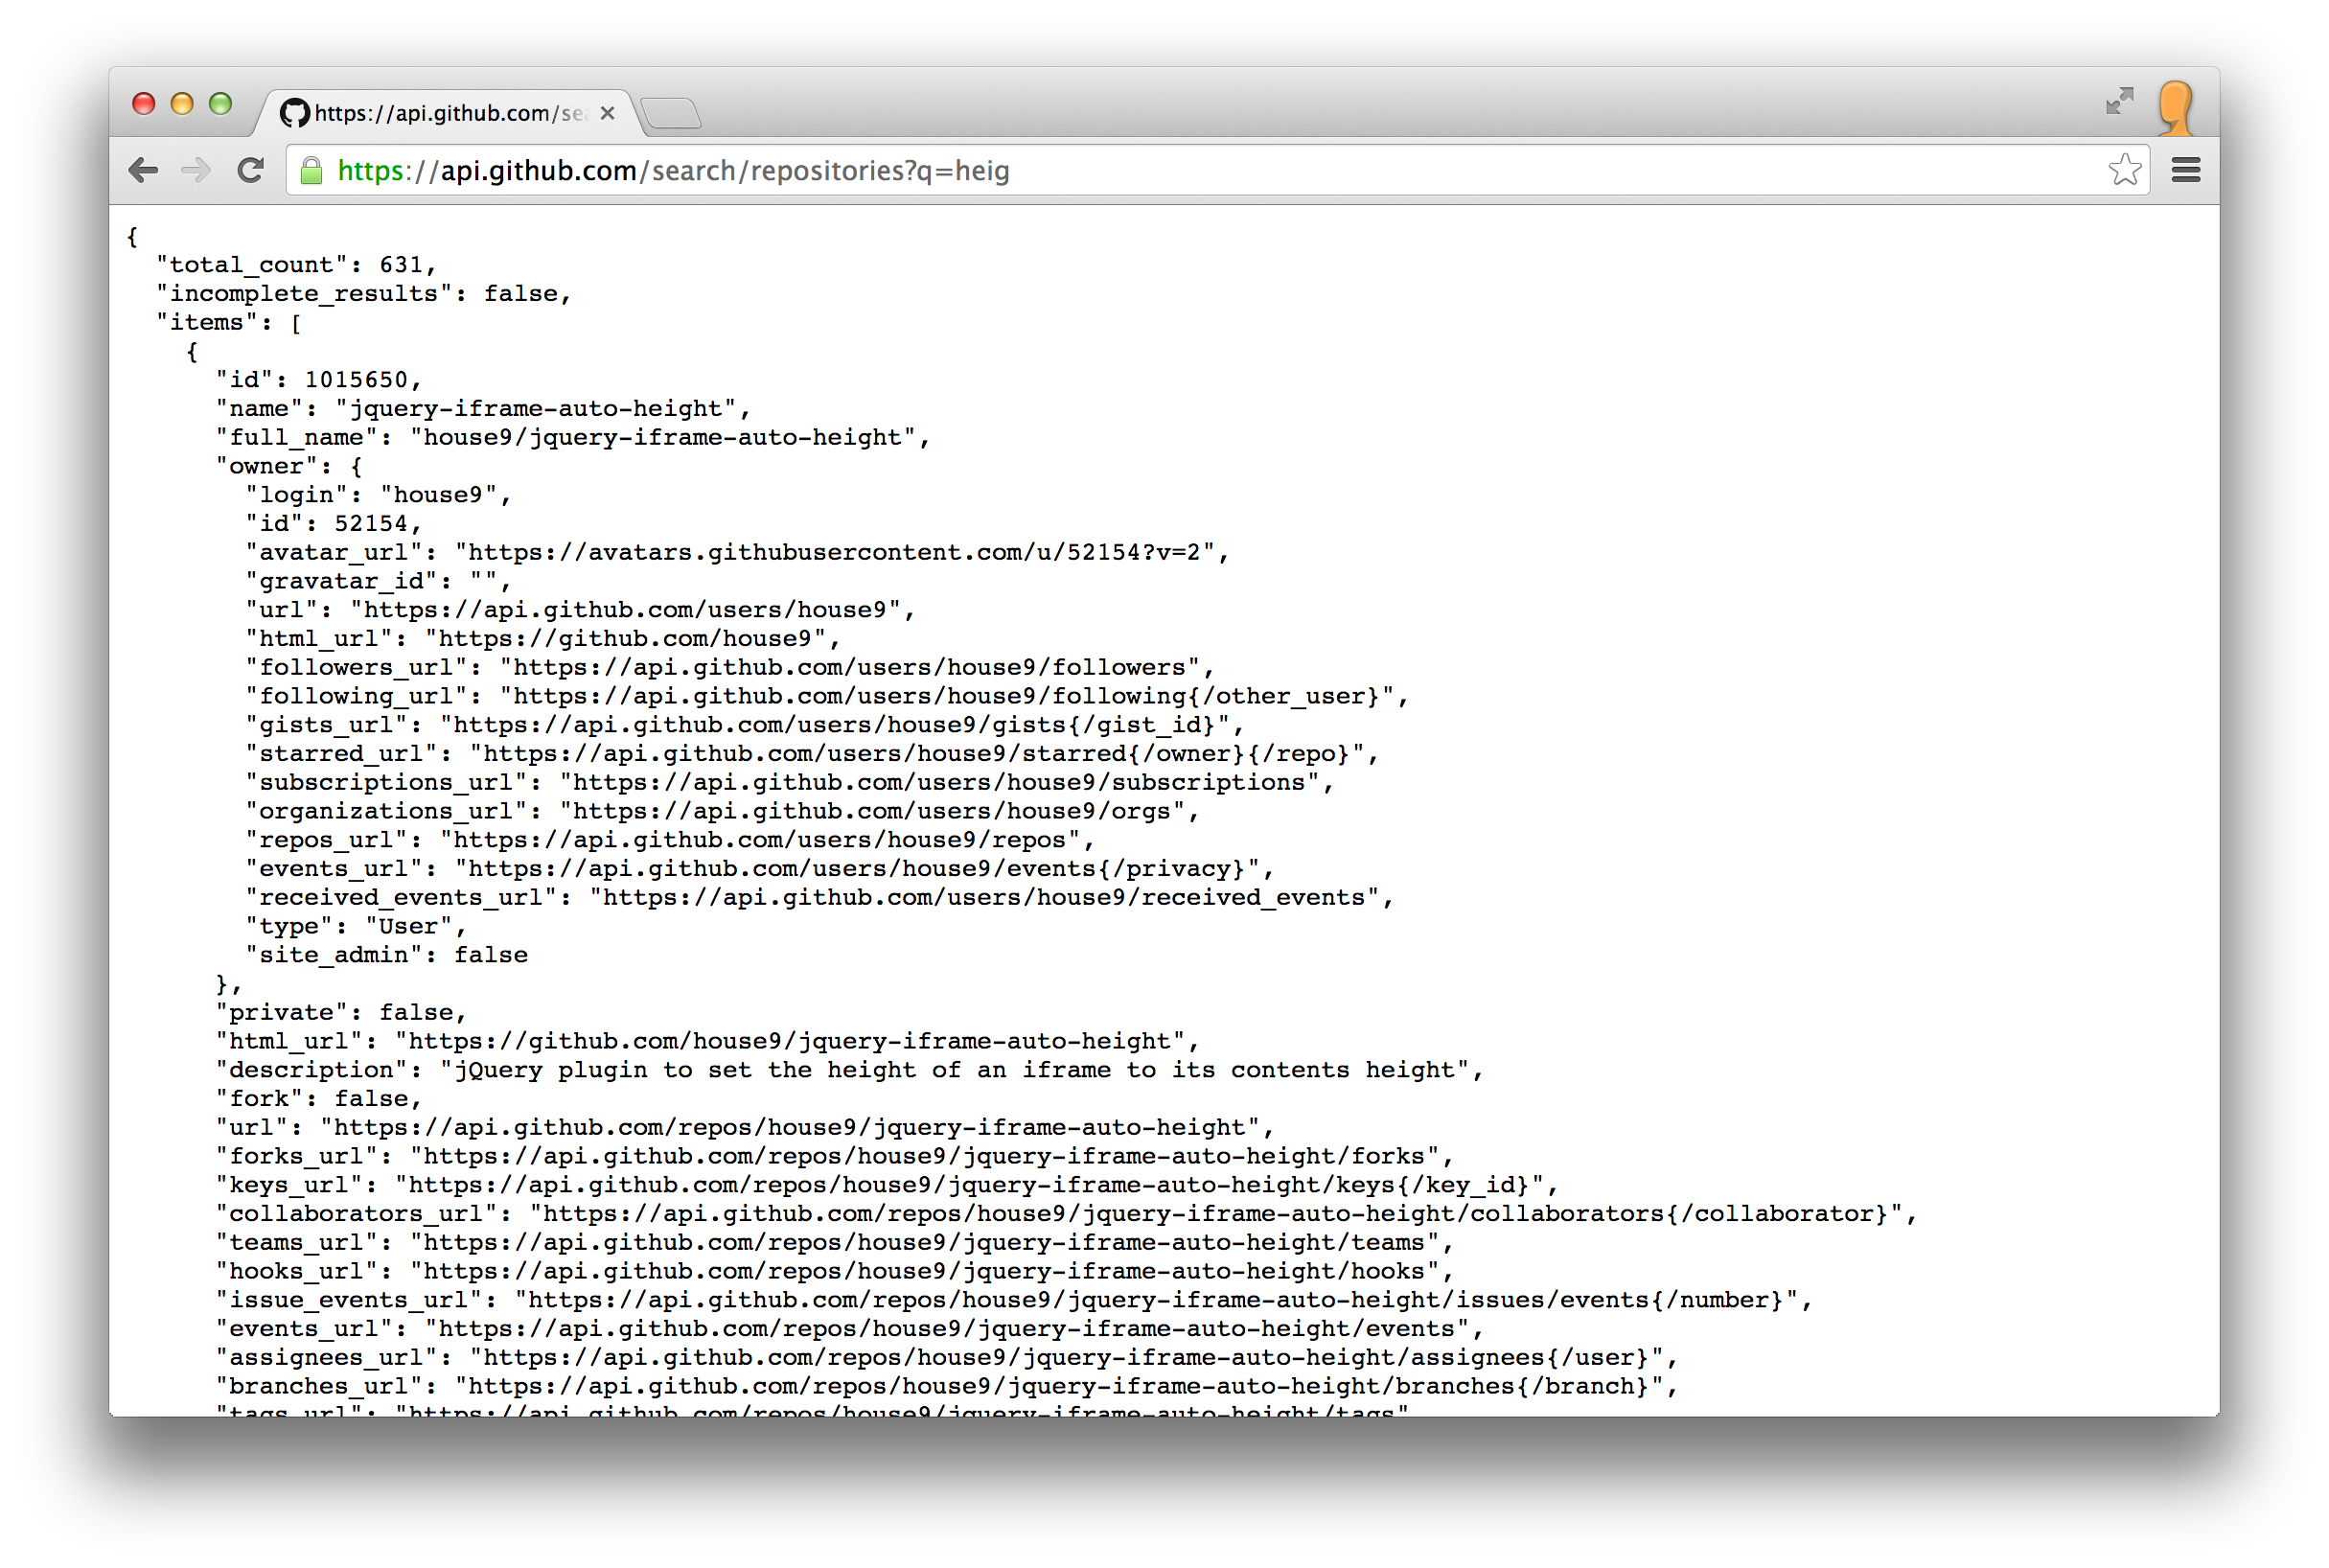 https://api.github.com/sea
https://api.github.com/search/repositories?q=heig
{
"total_count": 631,
"incomplete_results": false,
"items": [
{
"id": 1015650,
"name": "jquery-iframe-auto-height",
"full_name": "house9/jquery-iframe-auto-height",
"owner": {
"login": "house9",
"id": 52154,
"avatar_url": "https://avatars.githubusercontent.com/u/52154?v=2",
"gravatar_id": "",
"url": "https://api.github.com/users/house9",
"html_url": "https://github.com/house9",
"followers_url": "https://api.github.com/users/house9/followers",
"following_url": "https://api.github.com/users/house9/following{/other_user}",
"gists_url": "https://api.github.com/users/house9/gists{/gist_id}",
"starred_url": "https://api.github.com/users/house9/starred{/owner}{/repo}",
"subscriptions_url": "https://api.github.com/users/house9/subscriptions",
"organizations_url": "https://api.github.com/users/house9/orgs",
"repos_url": "https://api.github.com/users/house9/repos",
"events_url": "https://api.github.com/users/house9/events{/privacy}",
"received_events_url": "https://api.github.com/users/house9/received_events",
"type": "User",
"site_admin": false
},
"private": false,
"html_url": "https://github.com/house9/jquery-iframe-auto-height",
"description": "jQuery plugin to set the height of an iframe to its contents height",
"fork": false,
"url": "https://api.github.com/repos/house9/jquery-iframe-auto-height",
"forks_url": "https://api.github.com/repos/house9/jquery-iframe-auto-height/forks",
"keys_url": "https://api.github.com/repos/house9/jquery-iframe-auto-height/keys{/key_id}",
"collaborators_url": "https://api.github.com/repos/house9/jquery-iframe-auto-height/collaborators{/collaborator}",
"teams_url": "https://api.github.com/repos/house9/jquery-iframe-auto-height/teams",
"hooks_url": "https://api.github.com/repos/house9/jquery-iframe-auto-height/hooks",
"issue_events_url": "https://api.github.com/repos/house9/jquery-iframe-auto-height/issues/events{/number}",
"events_url": "https://api.github.com/repos/house9/jquery-iframe-auto-height/events",
"assignees_url": "https://api.github.com/repos/house9/jquery-iframe-auto-height/assignees{/user}",
"branches_url": "https://api.github.com/repos/house9/jquery-iframe-auto-height/branches{/branch}",
"tags_url": "https://api.github.com/repos/house9/jquery-iframe-auto-height/tags"